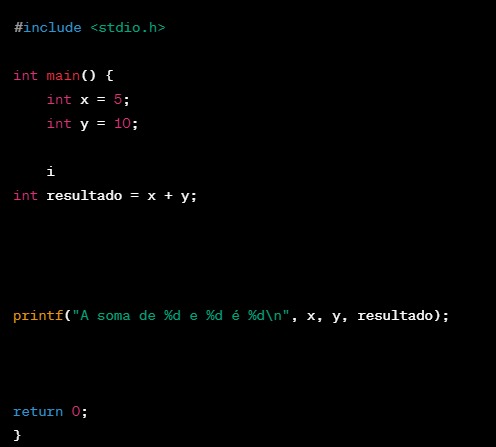 #include <stdio.h>
int main() {
    int x = 5;
    int y = 10;
    i
int resultado = x + y;
printf("A soma de %d e %d é %d\n", x, y, resultado);
return 0;
}